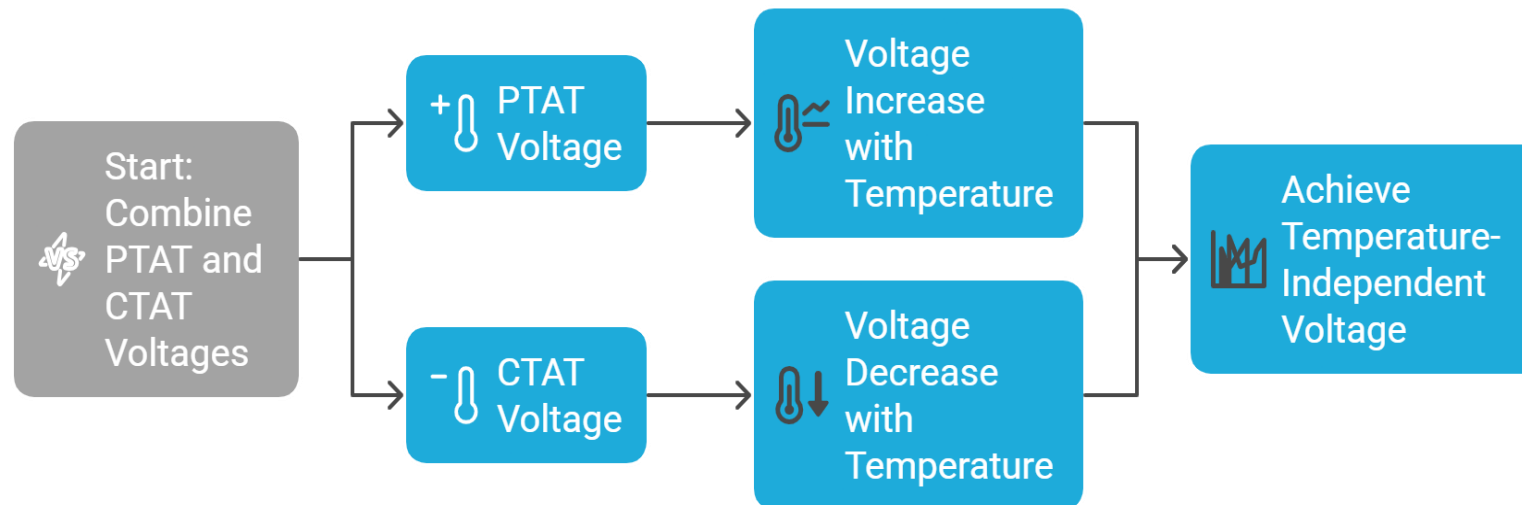 Start:
Combine
PTAT and
CTAT
Voltages
VS
+
PTAT
Voltage
Voltage
Increase
with
Temperature
−
CTAT
Voltage
Voltage
Decrease
with
Temperature
Achieve
Temperature-
Independent
Voltage